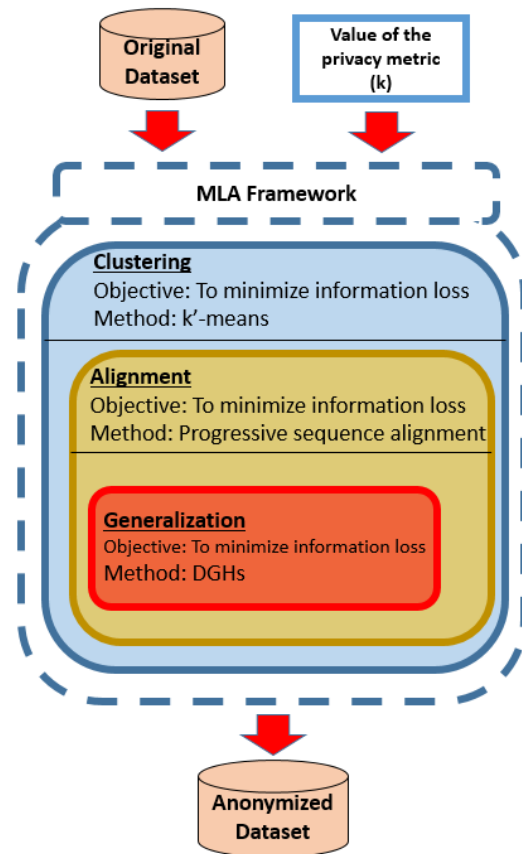 Original
Dataset
Value of the
privacy metric
(k)
MLA Framework
Clustering
Objective: To minimize information loss
Method: k’-means
Alignment
Objective: To minimize information loss
Method: Progressive sequence alignment
Generalization
Objective: To minimize information loss
Method: DGHs
Anonymized
Dataset